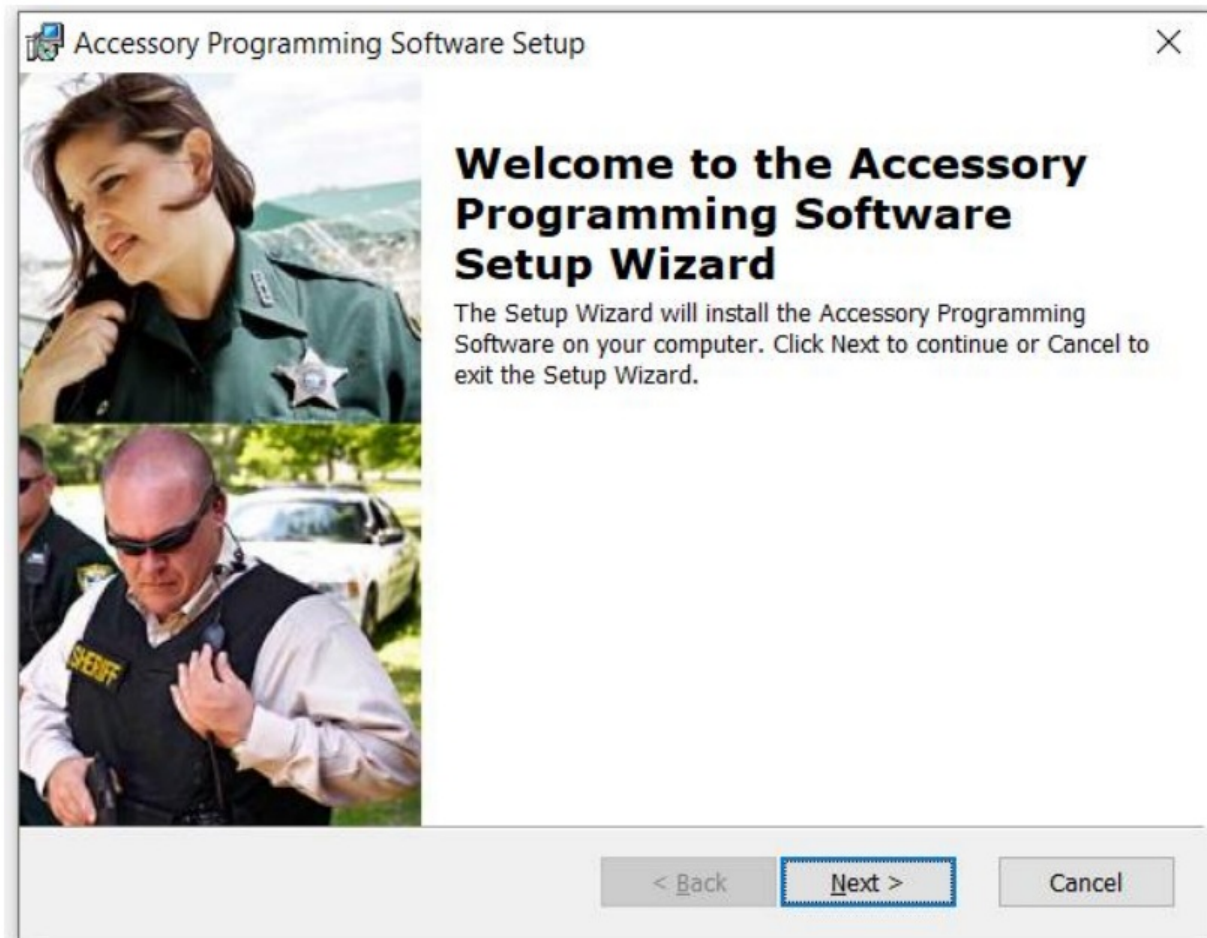 Accessory Programming Software Setup
Welcome to the Accessory
Programming Software
Setup Wizard
The Setup Wizard will install the Accessory Programming
Software on your computer. Click Next to continue or Cancel to
exit the Setup Wizard.
SHERIFF
< Back
Next >
Cancel